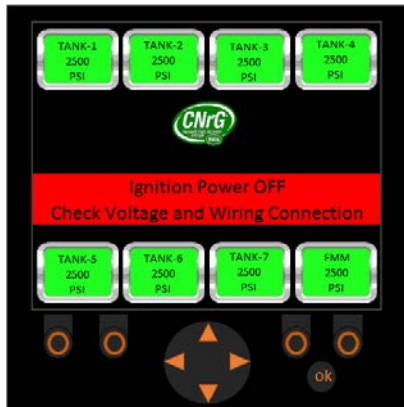 TANK-1
2500
PSI
TANK-2
2500
PSI
TANK-3
2500
PSI
TANK-4
2500
PSI
CNrG
Ignition Power OFF
Check Voltage and Wiring Connection
TANK-5
2500
PSI
TANK-6
2500
PSI
TANK-7
2500
PSI
FMM
2500
PSI
ok